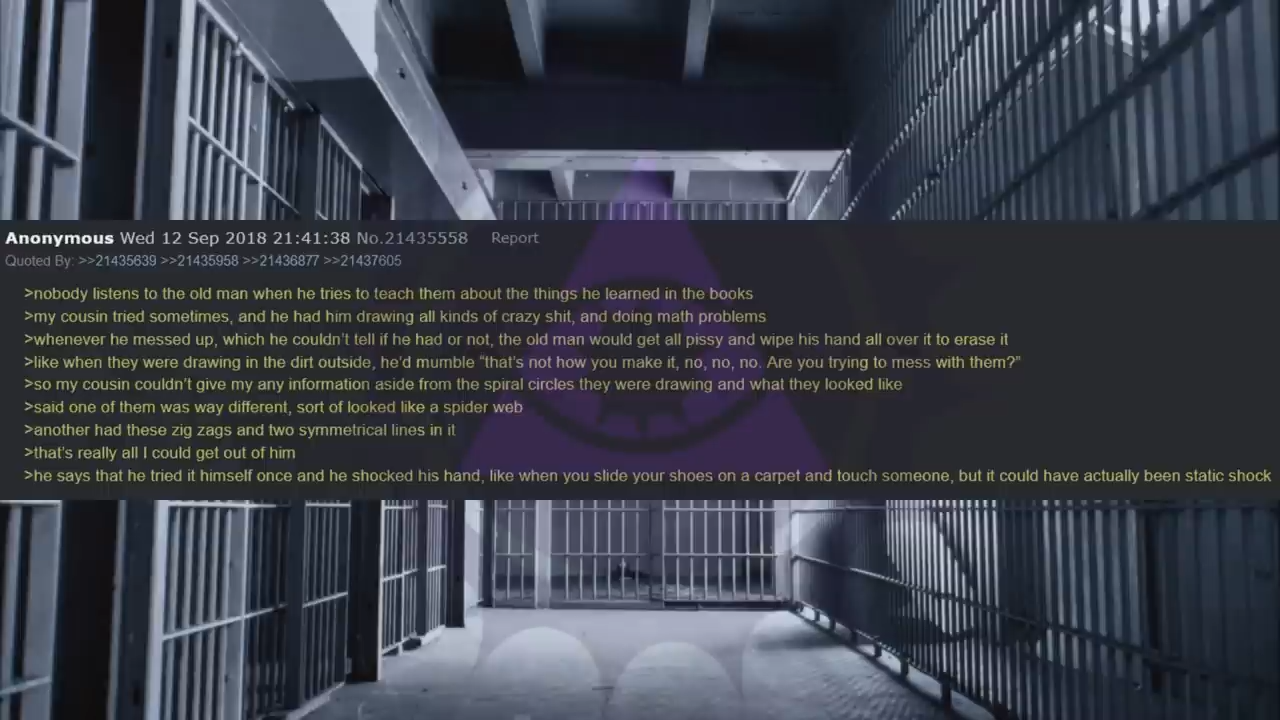 Anonymous Wed 12 Sep 2018 21:41:38 No.21435558 Report
Quoted By: >>21435639 >>21435958 >>21436877 >>21437605
>nobody listens to the old man when he tries to teach them about the things he learned in the books
>my cousin tried sometimes, and he had him drawing all kinds of crazy shit, and doing math problems
>whenever he messed up, which he couldn't tell if he had or not, the old man would get all pissy and wipe his hand all over it to erase it
>like when they were drawing in the dirt outside, he'd mumble “that's not how you make it, no, no, no. Are you trying to mess with them?”
>so my cousin couldn't give my any information aside from the spiral circles they were drawing and what they looked like
>said one of them was way different, sort of looked like a spider web
>another had these zig zags and two symmetrical lines in it
>that's really all I could get out of him
>he says that he tried it himself once and he shocked his hand, like when you slide your shoes on a carpet and touch someone, but it could have actually been static shock